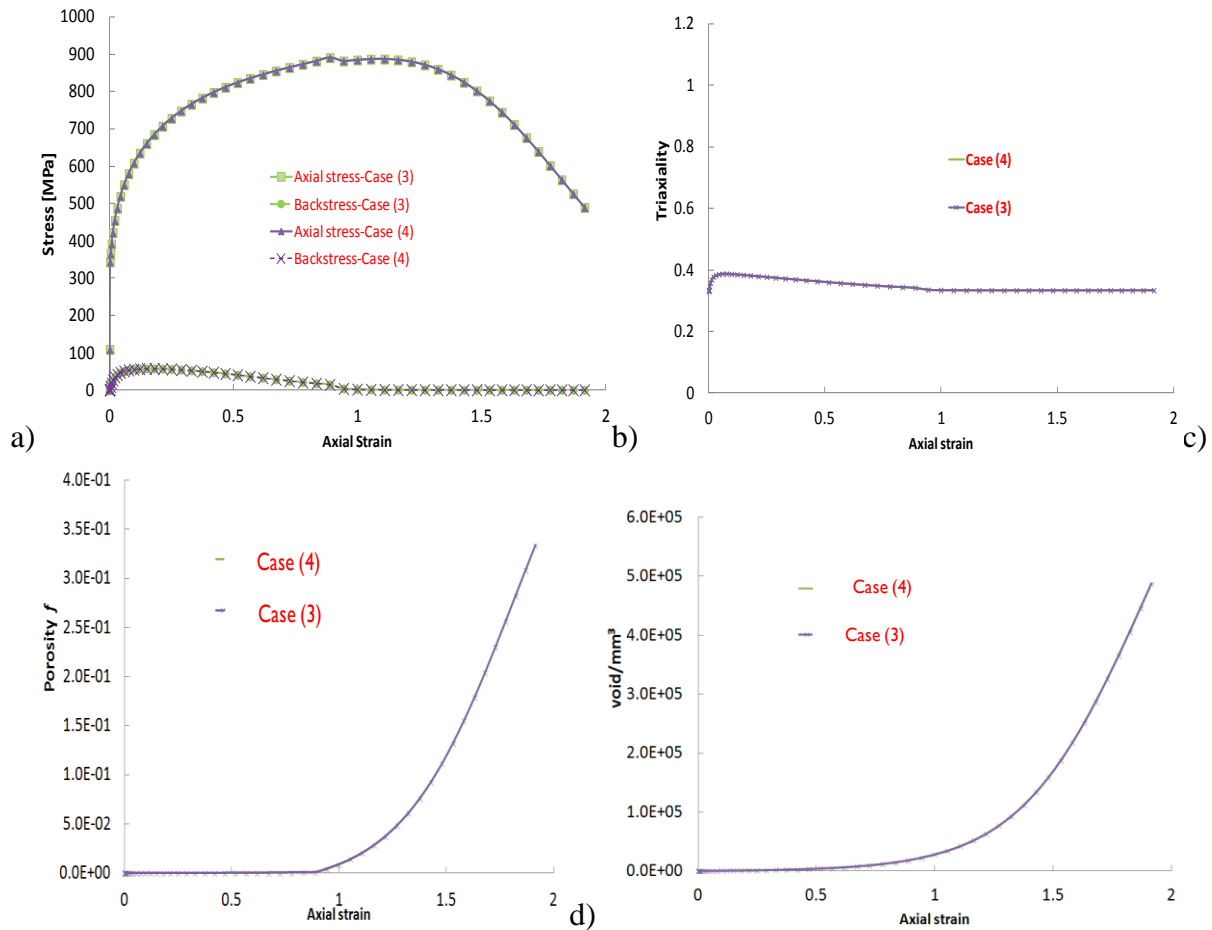 1000
900
800
700
600
500
400
300
200
100
0
Stress [MPa]
Axial stress-Case (3)
Backstress-Case (3)
Axial stress-Case (4)
Backstress-Case (4)
0
0.5
1
1.5
2
Axial Strain
a)
1.2
1
0.8
0.6
0.4
0.2
0
Triaxiality
Case (4)
Case (3)
0
0.5
1
1.5
2
Axial strain
b)
c)
4.0E-01
3.5E-01
3.0E-01
2.5E-01
2.0E-01
1.5E-01
1.0E-01
5.0E-02
0.0E+00
Porosity f
Case (4)
Case (3)
0
0.5
1
1.5
2
Axial strain
d)
6.0E+05
5.0E+05
4.0E+05
3.0E+05
2.0E+05
1.0E+05
0.0E+00
void/mm³
Case (4)
Case (3)
0
0.5
1
1.5
2
Axial strain